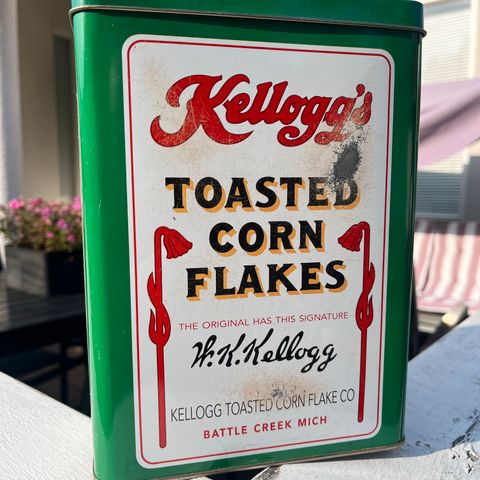 Kellogg's
TOASTED
CORN
FLAKES
THE ORIGINAL HAS THIS SIGNATURE
W.K.Kellogg
KELLOGG TOASTED CORN FLAKE CO
BATTLE CREEK MICH